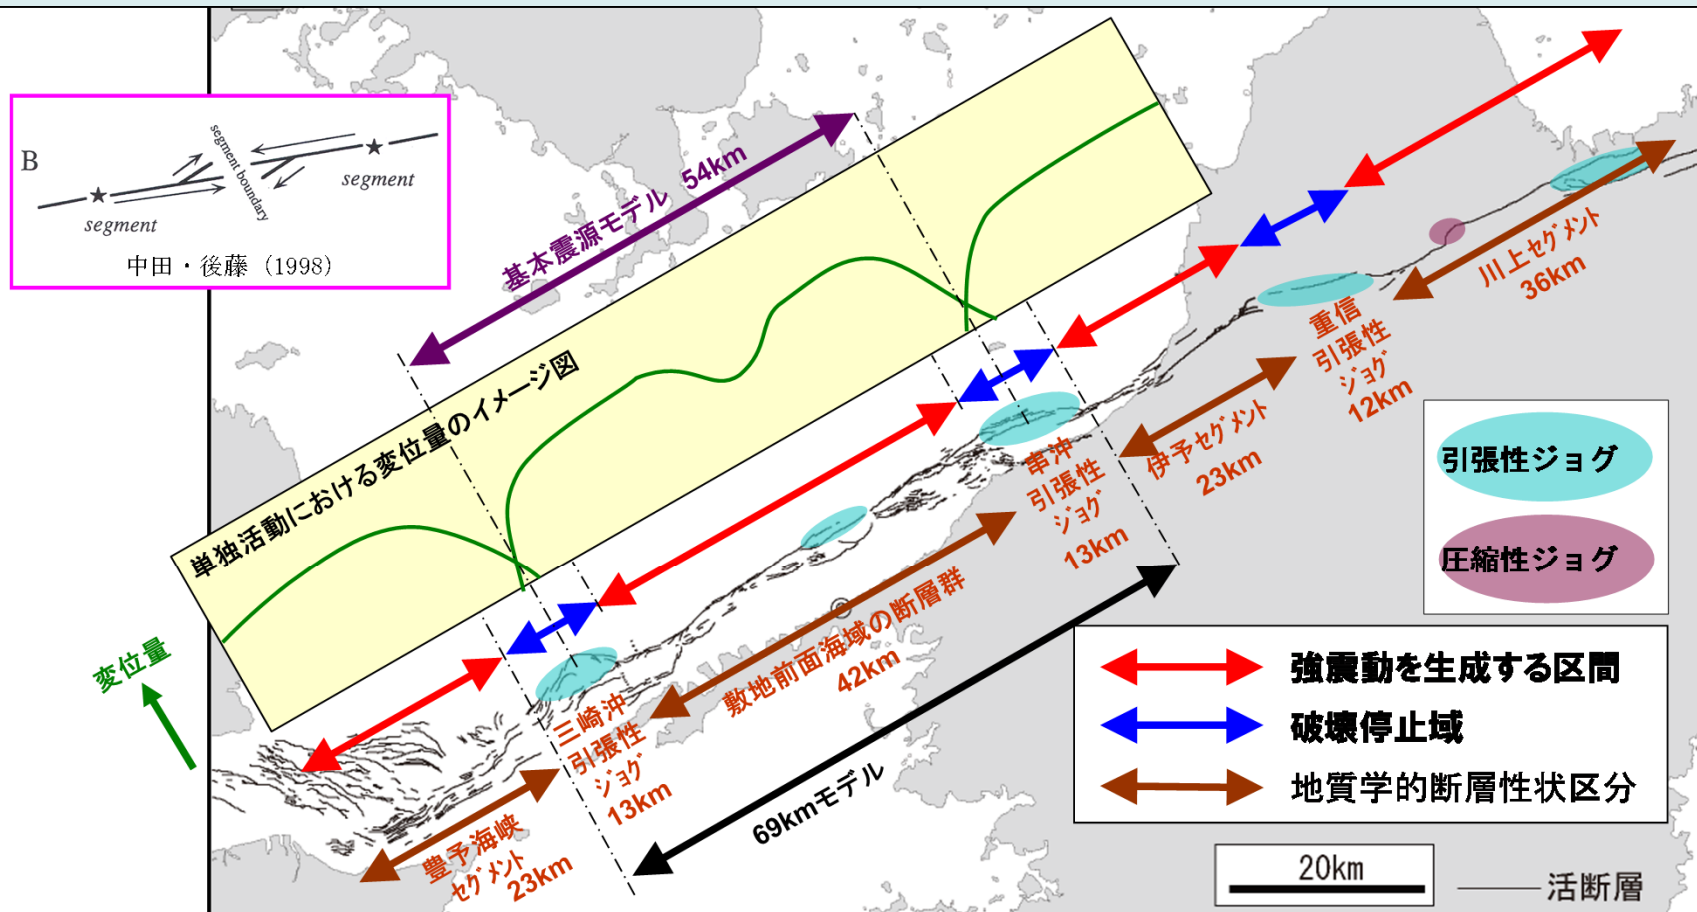 B
segment boundary
segment
segment
中田・後藤 (1998)
基本震源モデル 54km
単独活動における変位量のイメージ図
変位量
川上セグメント
36km
重信
引張性
ジョグ
12km
伊予セグメント
23km
串沖
引張性
ジョグ
13km
敷地前面海域の断層群
42km
三崎沖
引張性
ジョグ
13km
豊予海峡
セグメント
23km
69kmモデル
引張性ジョグ
圧縮性ジョグ
強震動を生成する区間
破壊停止域
地質学的断層性状区分
20km
活断層